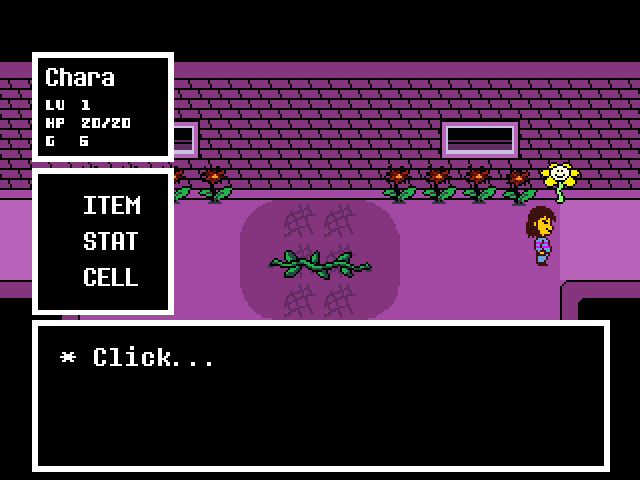 Chara
LV 1
HP 20/20
G 6
ITEM
STAT
CELL
* Click...